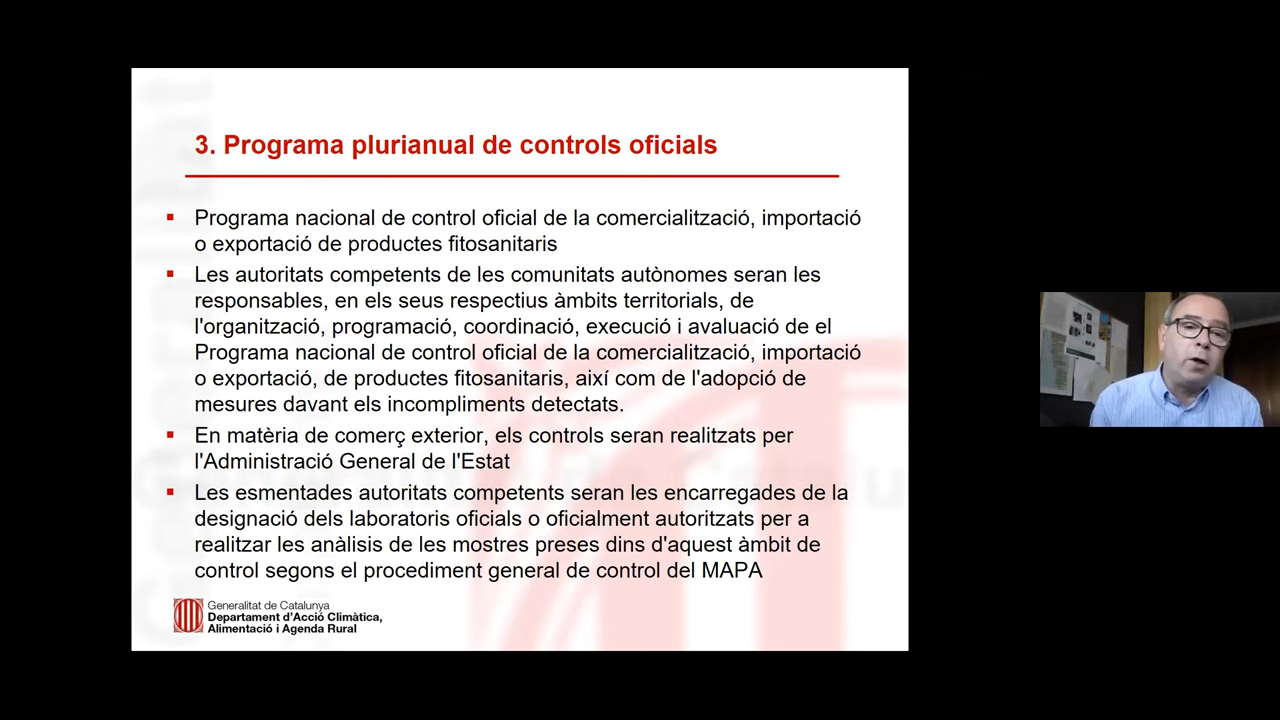 3. Programa plurianual de controls oficials
Programa nacional de control oficial de la comercialització, importació
o exportació de productes fitosanitaris
Les autoritats competents de les comunitats autònomes seran les
responsables, en els seus respectius àmbits territorials, de
l'organització, programació, coordinació, execució i avaluació de el
Programa nacional de control oficial de la comercialització, importació
o exportació, de productes fitosanitaris, així com de l'adopció de
mesures davant els incompliments detectats.
En matèria de comerç exterior, els controls seran realitzats per
l'Administració General de l'Estat
Les esmentades autoritats competents seran les encarregades de la
designació dels laboratoris oficials o oficialment autoritzats per a
realitzar les anàlisis de les mostres preses dins d'aquest àmbit de
control segons el procediment general de control del MAPA
Generalitat de Catalunya
Departament d'Acció Climàtica,
Alimentació i Agenda Rural